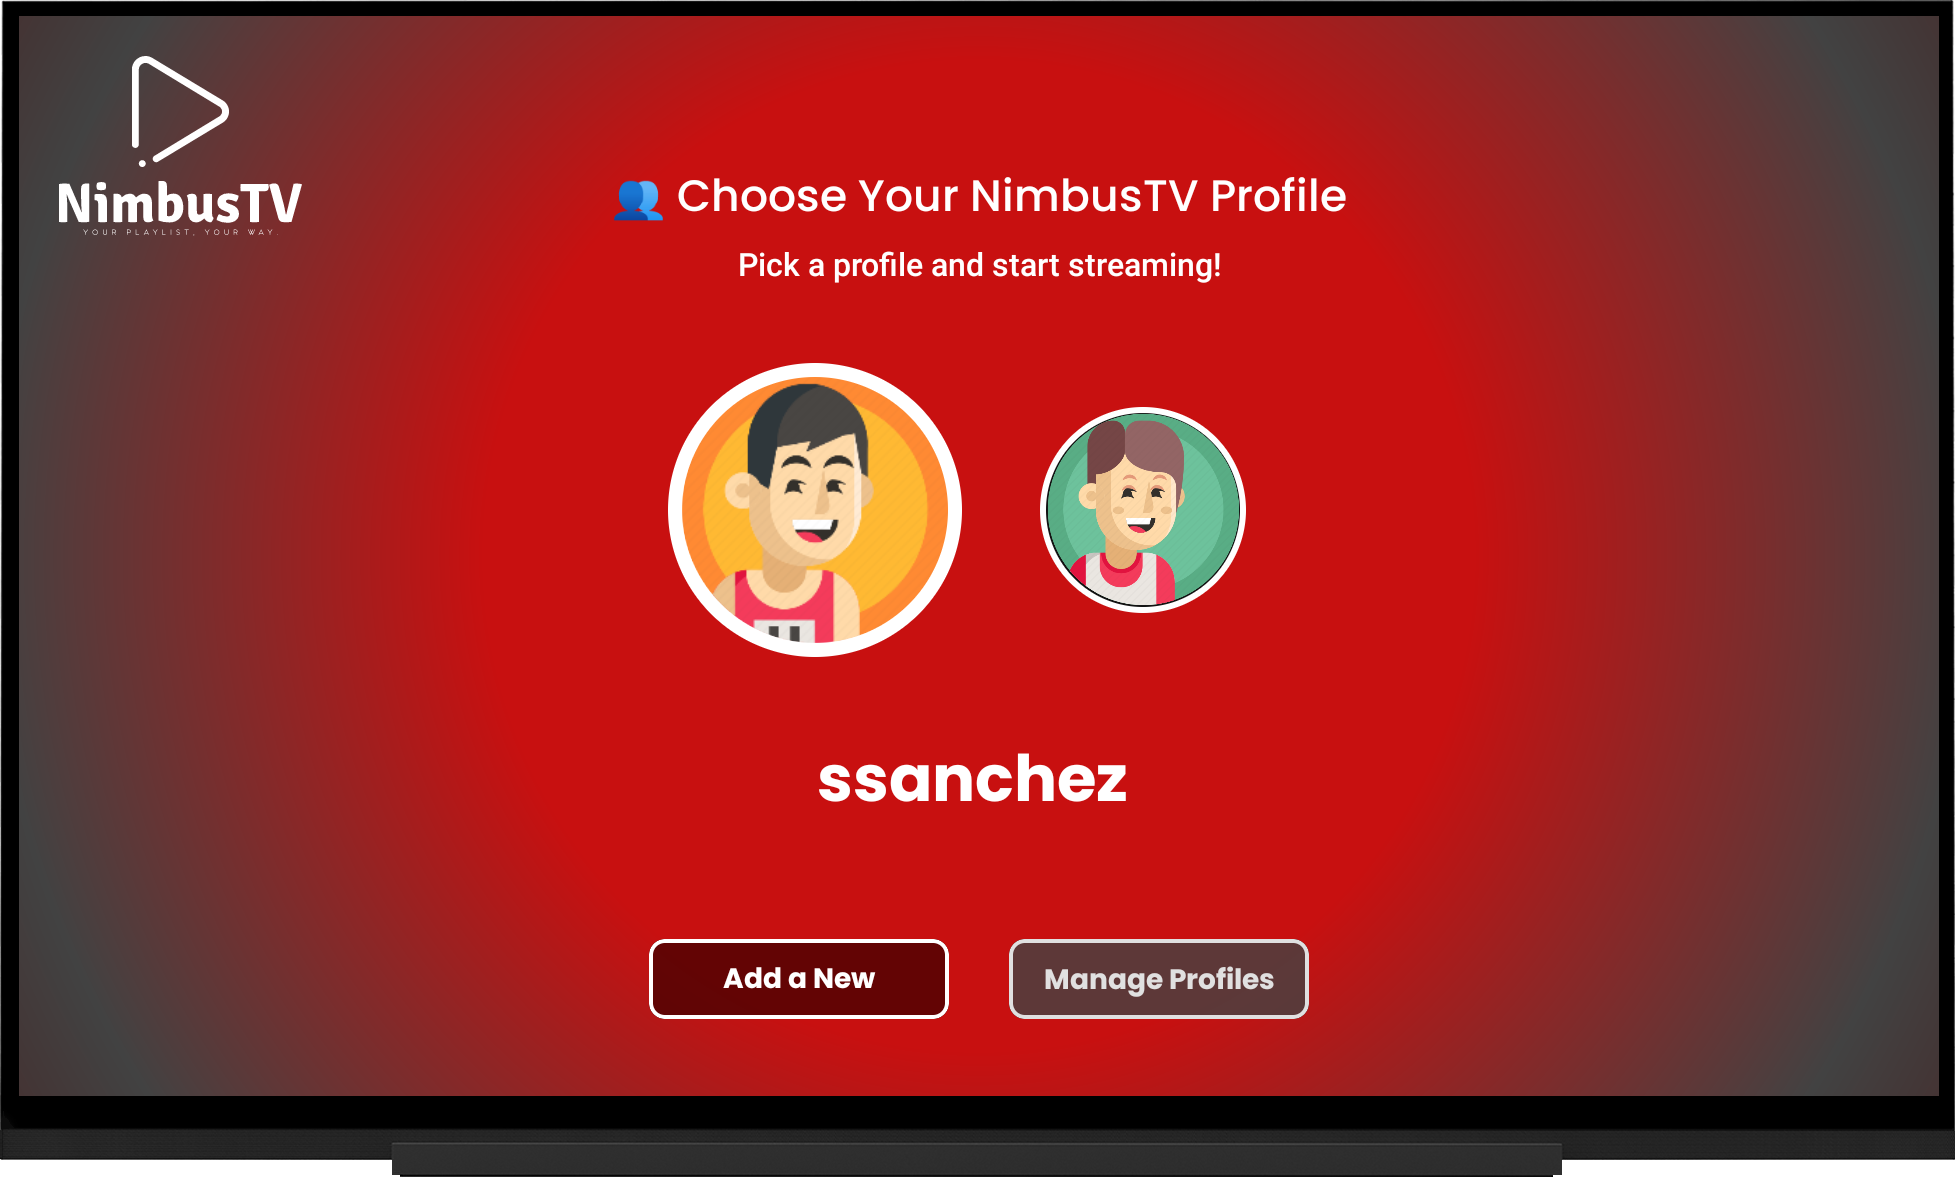 NimbusTV
YOUR PLAYLIST, YOUR WAY.
Choose Your NimbusTV Profile
Pick a profile and start streaming!
ssanchez
Add a New
Manage Profiles